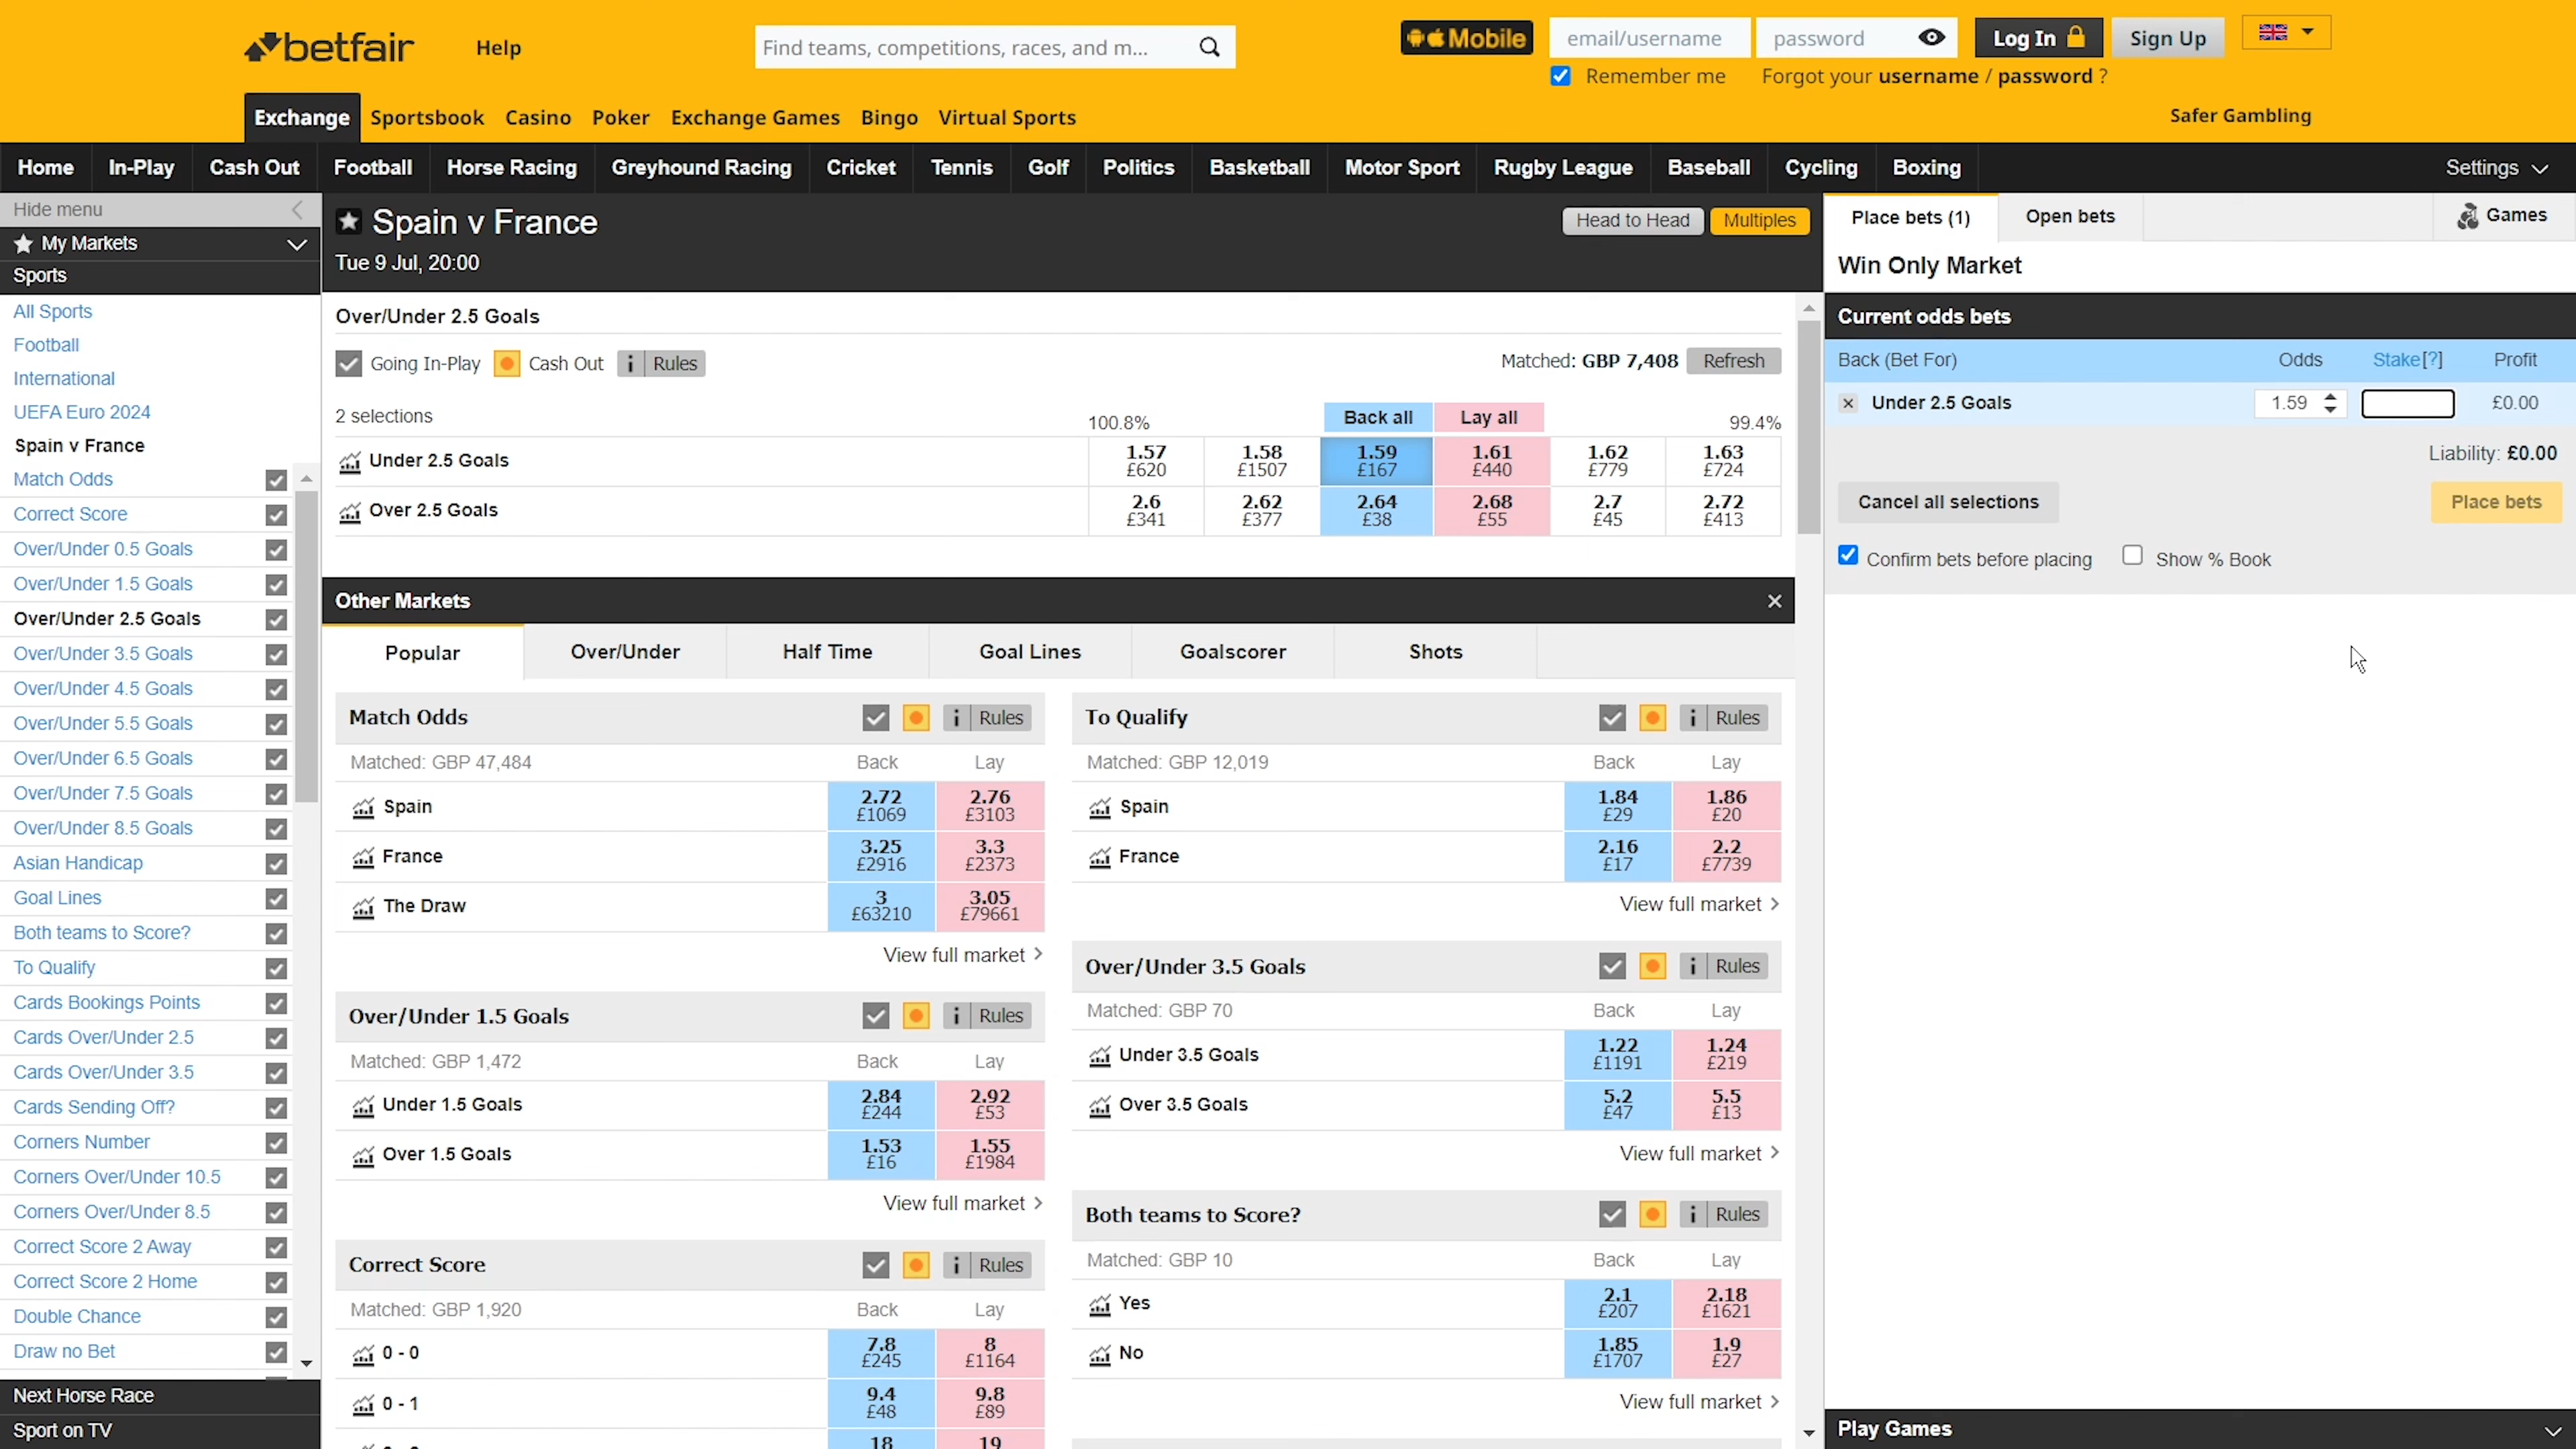 betfair
Help
Find teams, competitions, races, and m...
Mobile
email/username
password
Log In
Sign Up
Remember me
Forgot your username / password ?
Exchange Sportsbook Casino Poker Exchange Games Bingo Virtual Sports
Safer Gambling
Home In-Play Cash Out Football Horse Racing Greyhound Racing Cricket Tennis Golf Politics Basketball Motor Sport Rugby League Baseball Cycling Boxing Settings
Hide menu
My Markets
Sports
All Sports
Football
International
UEFA Euro 2024
Spain v France
Match Odds
Correct Score
Over/Under 0.5 Goals
Over/Under 1.5 Goals
Over/Under 2.5 Goals
Over/Under 3.5 Goals
Over/Under 4.5 Goals
Over/Under 5.5 Goals
Over/Under 6.5 Goals
Over/Under 7.5 Goals
Over/Under 8.5 Goals
Asian Handicap
Goal Lines
Both teams to Score?
To Qualify
Cards Bookings Points
Cards Over/Under 2.5
Cards Over/Under 3.5
Cards Sending Off?
Corners Number
Corners Over/Under 10.5
Corners Over/Under 8.5
Correct Score 2 Away
Correct Score 2 Home
Double Chance
Draw no Bet
Next Horse Race
Sport on TV
Spain v France
Head to Head Multiples
Tue 9 Jul, 20:00
Over/Under 2.5 Goals
Going In-Play Cash Out i Rules
Matched: GBP 7,408 Refresh
2 selections 100.8% Back all Lay all 99.4%
Under 2.5 Goals 1.57 1.58 1.59 1.61 1.62 1.63
£620 £1507 £167 £440 £779 £724
Over 2.5 Goals 2.6 2.62 2.64 2.68 2.7 2.72
£341 £377 £38 £55 £45 £413
Other Markets
Popular Over/Under Half Time Goal Lines Goalscorer Shots
Match Odds i Rules
Matched: GBP 47,484 Back Lay
Spain 2.72 2.76
£1069 £3103
France 3.25 3.3
£2916 £2373
The Draw 3 3.05
£63210 £79661
View full market
Over/Under 1.5 Goals i Rules
Matched: GBP 1,472 Back Lay
Under 1.5 Goals 2.84 2.92
£244 £53
Over 1.5 Goals 1.53 1.55
£16 £1984
View full market
Correct Score i Rules
Matched: GBP 1,920 Back Lay
0 - 0 7.8 8
£245 £1164
0 - 1 9.4 9.8
£48 £89
18 19
To Qualify i Rules
Matched: GBP 12,019 Back Lay
Spain 1.84 1.86
£29 £20
France 2.16 2.2
£17 £7739
View full market
Over/Under 3.5 Goals i Rules
Matched: GBP 70 Back Lay
Under 3.5 Goals 1.22 1.24
£1191 £219
Over 3.5 Goals 5.2 5.5
£47 £13
View full market
Both teams to Score? i Rules
Matched: GBP 10 Back Lay
Yes 2.1 2.18
£207 £1621
No 1.85 1.9
£1707 £27
View full market
Place bets (1) Open bets Games
Win Only Market
Current odds bets
Back (Bet For) Odds Stake[?] Profit
Under 2.5 Goals 1.59 £0.00
Liability: £0.00
Cancel all selections Place bets
Confirm bets before placing Show % Book
Play Games